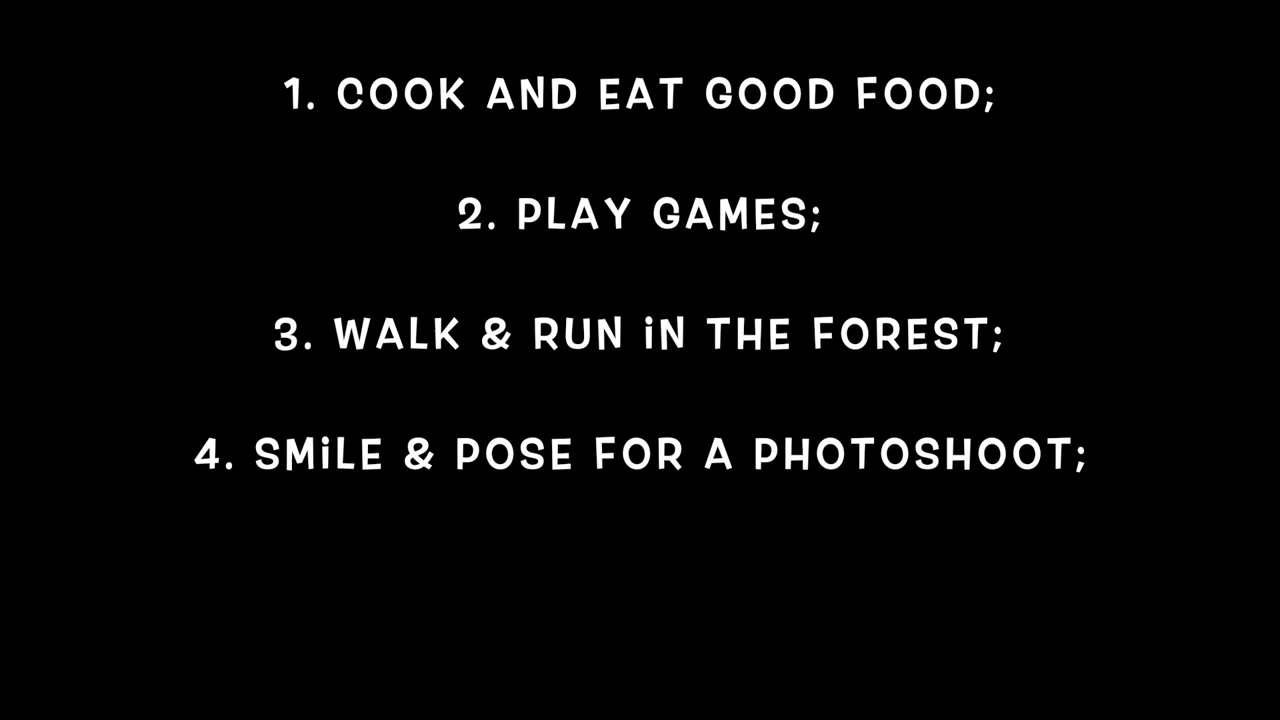 1. COOK AND EAT GOOD FOOD;
2. PLAY GAMES;
3. WALK & RUN iN THE FOREST;
4. SMiLE & POSE FOR A PHOTOSHOOT;